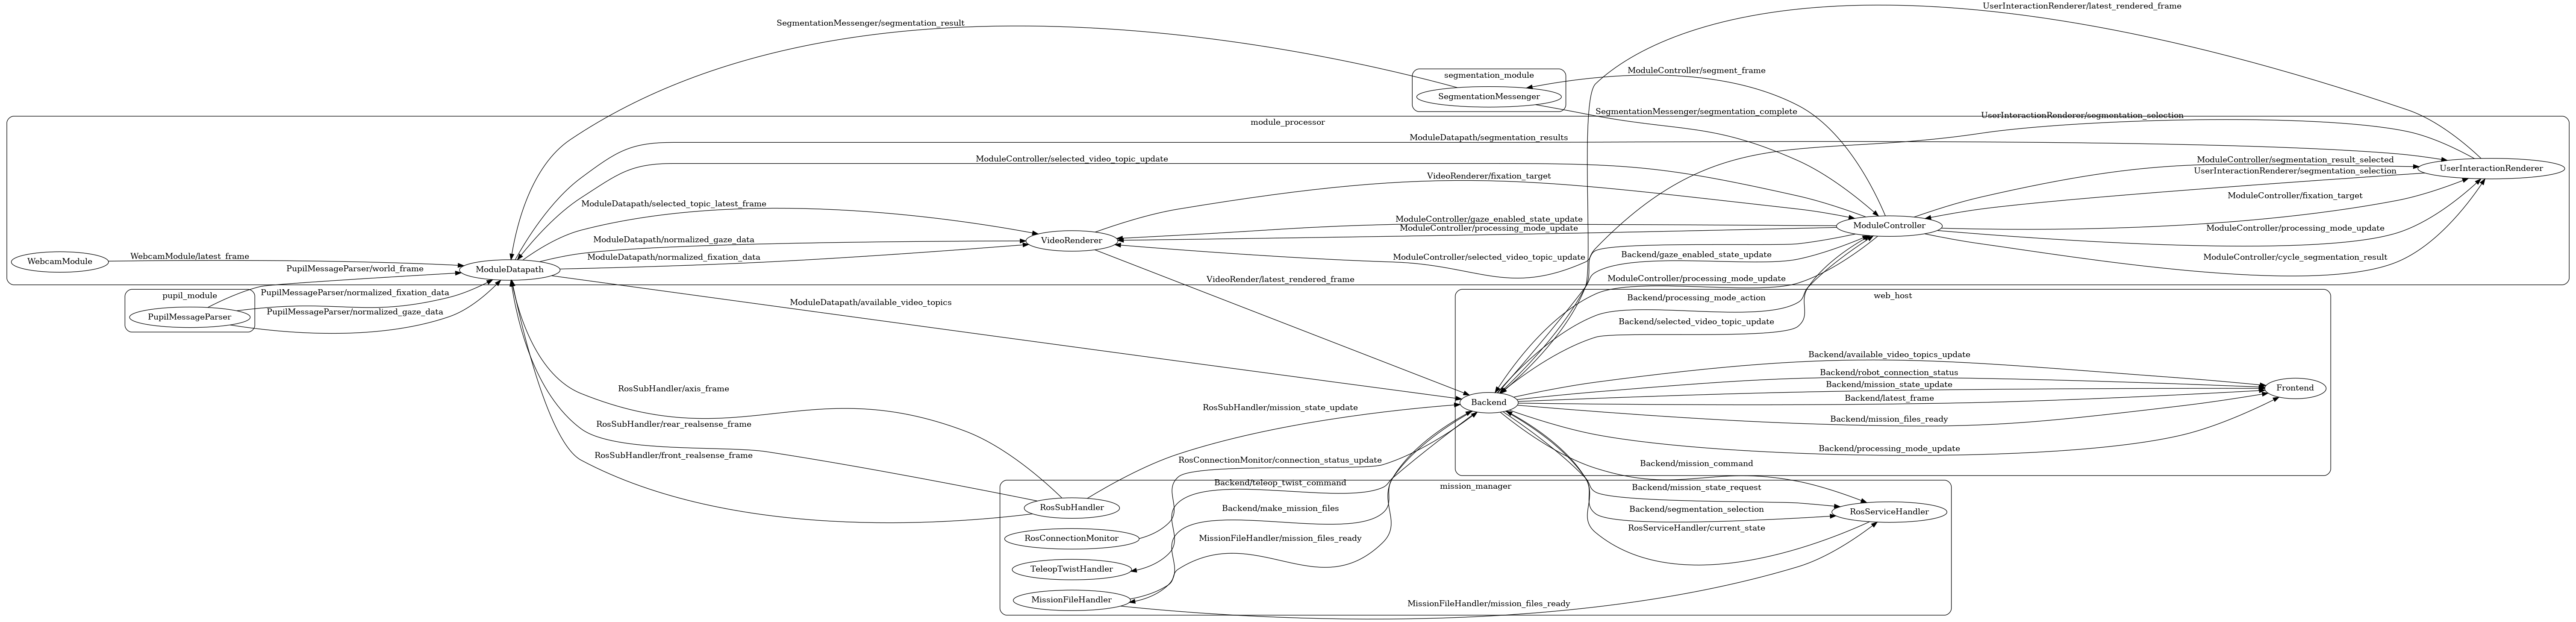 UserInteractionRenderer/latest_rendered_frame
SegmentationMessenger/segmentation_result
segmentation_module
ModuleController/segment_frame
SegmentationMessenger
SegmentationMessenger/segmentation_complete
UserInteractionRenderer/segmentation_selection
module_processor
ModuleDatapath/segmentation_results
ModuleController/selected_video_topic_update
ModuleController/segmentation_result_selected
UserInteractionRenderer
UserInteractionRenderer/segmentation_selection
VideoRenderer/fixation_target
ModuleController/fixation_target
ModuleDatapath/selected_topic_latest_frame
ModuleController/gaze_enabled_state_update
ModuleController
ModuleController/processing_mode_update
ModuleController/processing_mode_update
ModuleDatapath/normalized_gaze_data
VideoRenderer
WebcamModule/latest_frame
ModuleDatapath/normalized_fixation_data
ModuleController/selected_video_topic_update
Backend/gaze_enabled_state_update
ModuleController/cycle_segmentation_result
WebcamModule
PupilMessageParser/world_frame
ModuleDatapath
VideoRender/latest_rendered_frame
ModuleController/processing_mode_update
pupil_module
PupilMessageParser/normalized_fixation_data
Backend/processing_mode_action
web_host
ModuleDatapath/available_video_topics
PupilMessageParser
PupilMessageParser/normalized_gaze_data
Backend/selected_video_topic_update
Backend/available_video_topics_update
Backend/robot_connection_status
Backend/mission_state_update
Frontend
RosSubHandler/axis_frame
Backend/latest_frame
Backend
RosSubHandler/mission_state_update
Backend/mission_files_ready
RosSubHandler/rear_realsense_frame
Backend/processing_mode_update
RosSubHandler/front_realsense_frame
RosConnectionMonitor/connection_status_update
Backend/mission_command
Backend/teleop_twist_command
mission_manager
Backend/mission_state_request
RosSubHandler
Backend/make_mission_files
Backend/segmentation_selection
RosServiceHandler
RosServiceHandler/current_state
RosConnectionMonitor
MissionFileHandler/mission_files_ready
TeleopTwistHandler
MissionFileHandler
MissionFileHandler/mission_files_ready